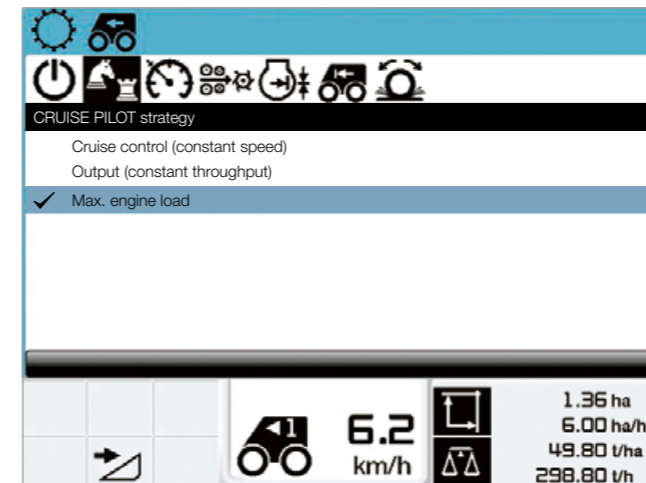 CRUISE PILOT strategy
Cruise control (constant speed)
Output (constant throughput)
Max. engine load
1
6.2
km/h
1.36 ha
6.00 ha/h
49.80 t/ha
298.80 t/h